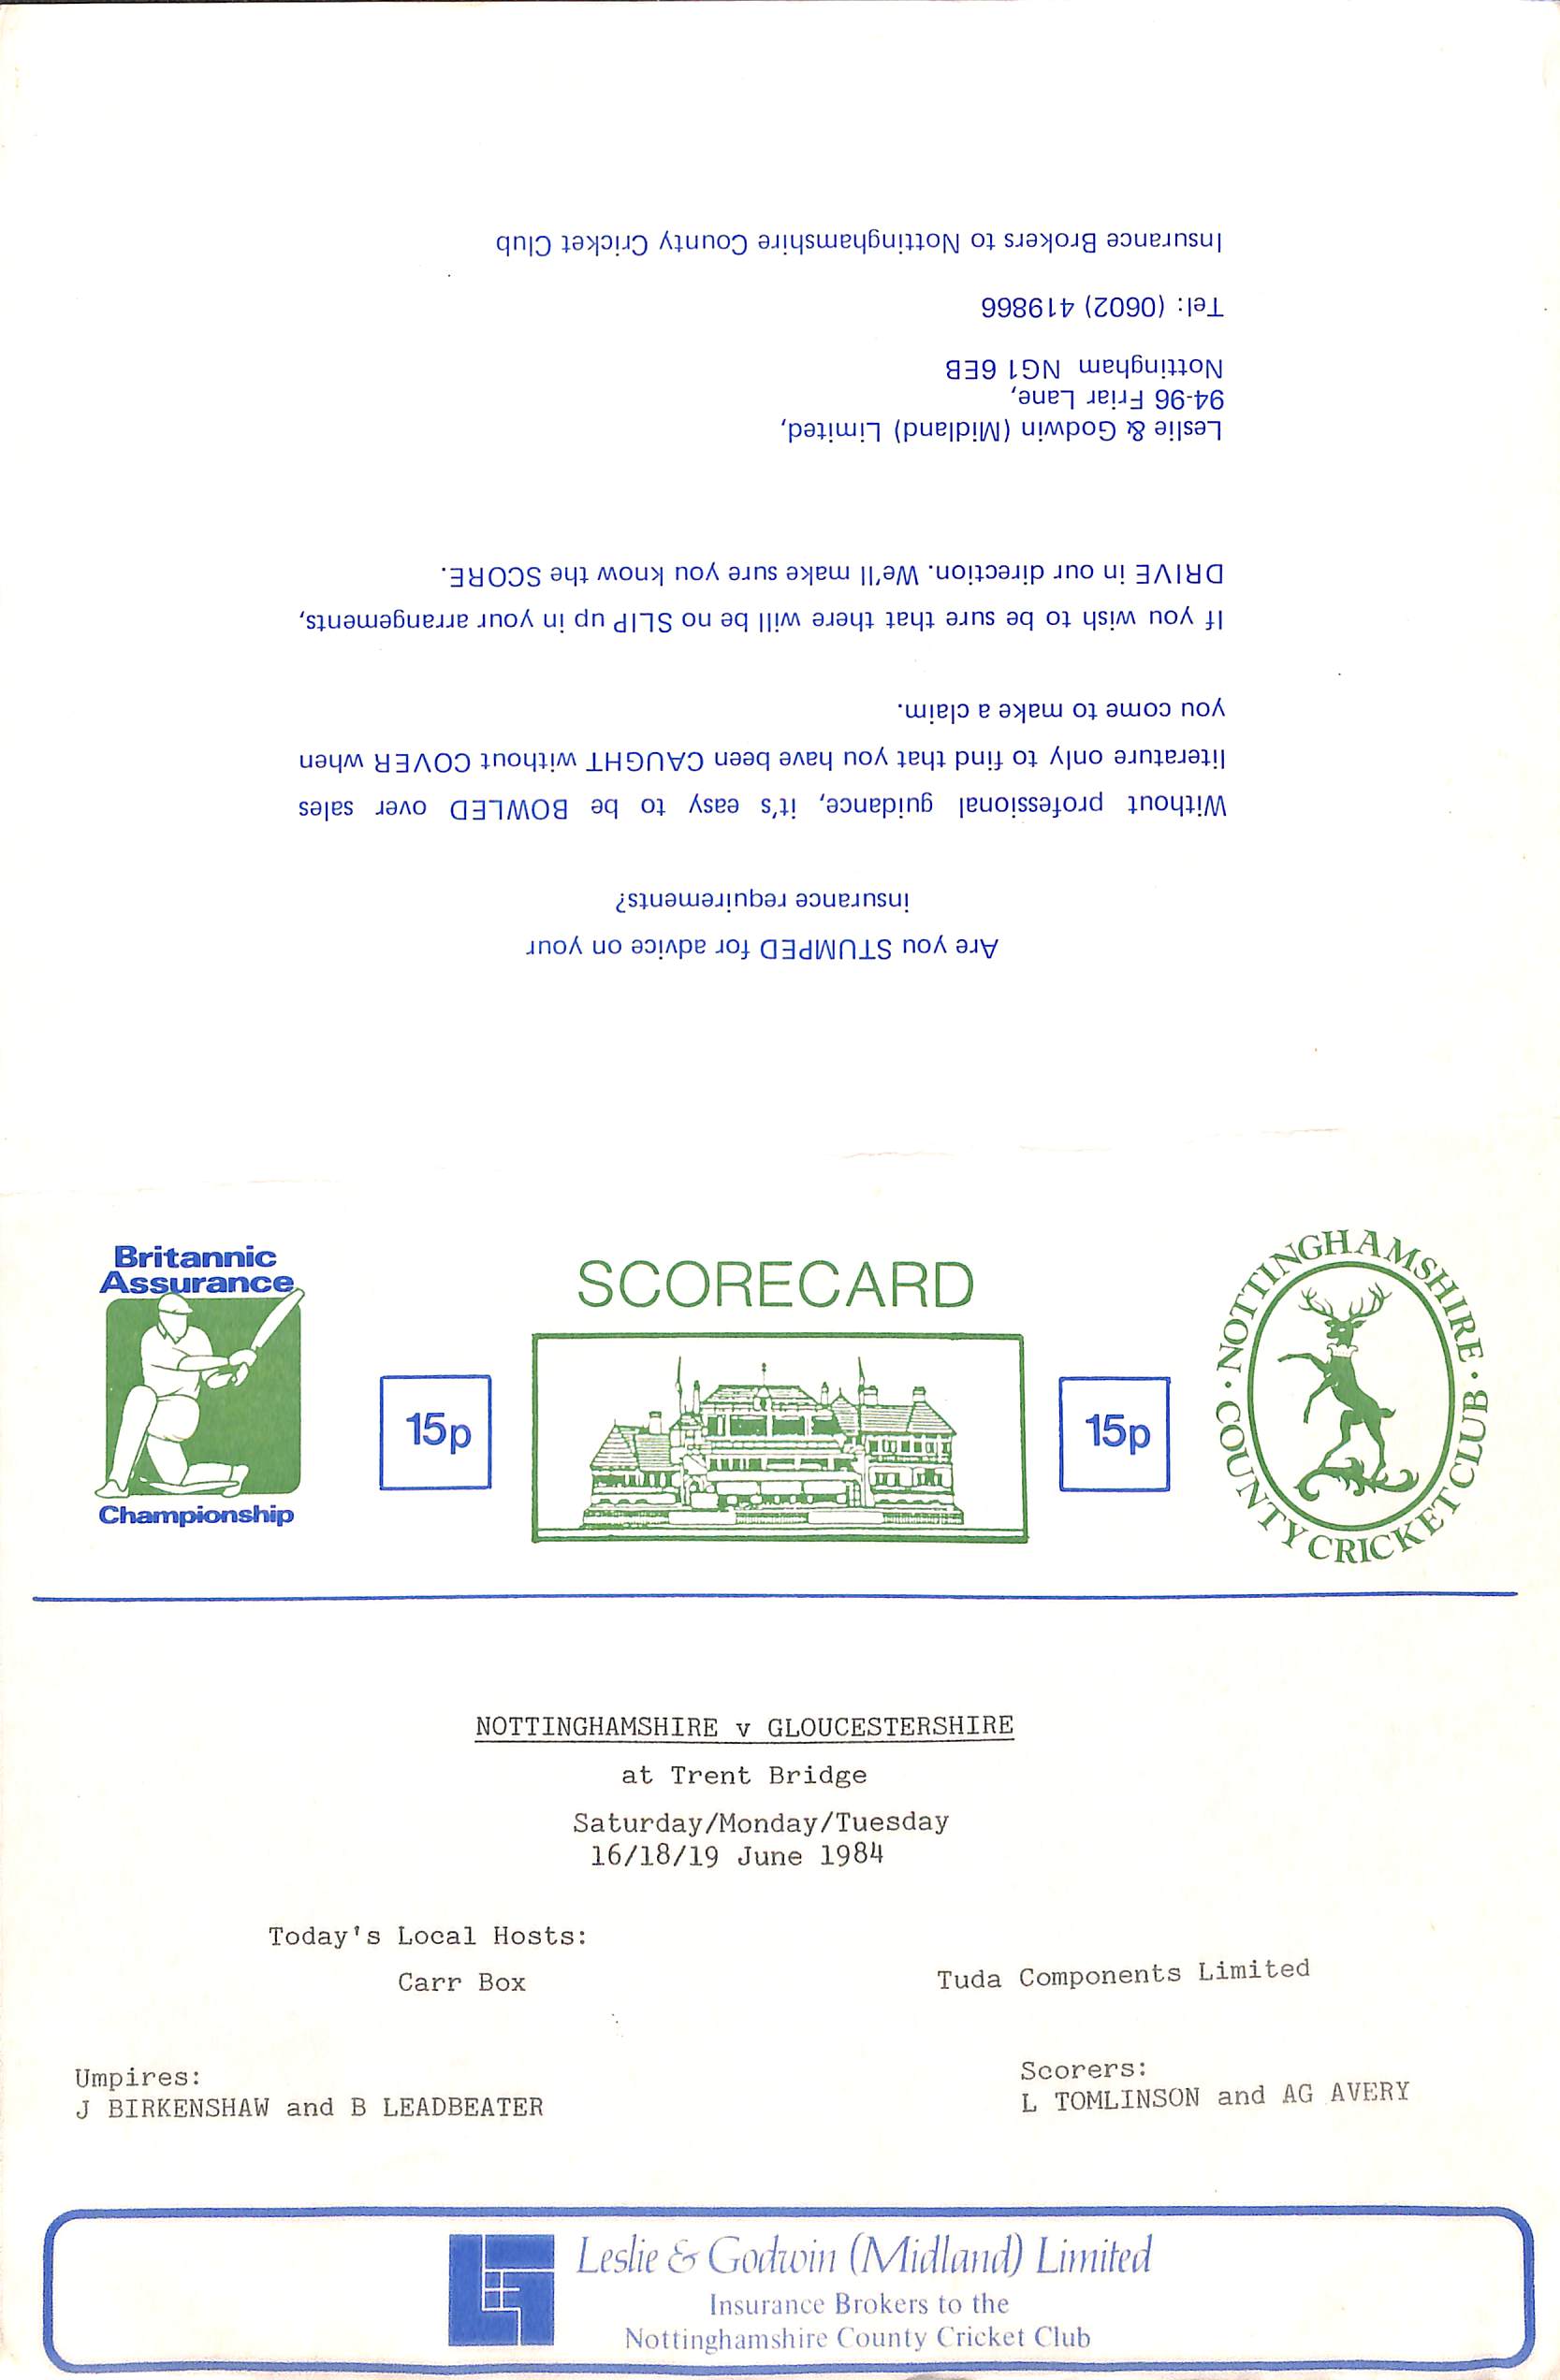 Are you STUMPED for advice on your
insurance requirements?
Without professional guidance, it's easy to be BOWLED over sales
literature only to find that you have been CAUGHT without COVER when
you come to make a claim.
If you wish to be sure that there will be no SLIP up in your arrangements,
DRIVE in our direction. We'll make sure you know the SCORE.
Leslie & Godwin (Midland) Limited,
94-96 Friar Lane,
Nottingham NG1 6EB
Tel: (0602) 419866
Insurance Brokers to Nottinghamshire County Cricket Club
Britannic
Assurance
Championship
SCORECARD
15p
15p
NOTTINGHAMSHIRE
COUNTY CRICKET CLUB
NOTTINGHAMSHIRE v GLOUCESTERSHIRE
at Trent Bridge
Saturday/Monday/Tuesday
16/18/19 June 1984
Today's Local Hosts:
Carr Box
Tuda Components Limited
Umpires:
J BIRKENSHAW and B LEADBEATER
Scorers:
L TOMLINSON and AG AVERY
Leslie & Godwin (Midland) Limited
Insurance Brokers to the
Nottinghamshire County Cricket Club